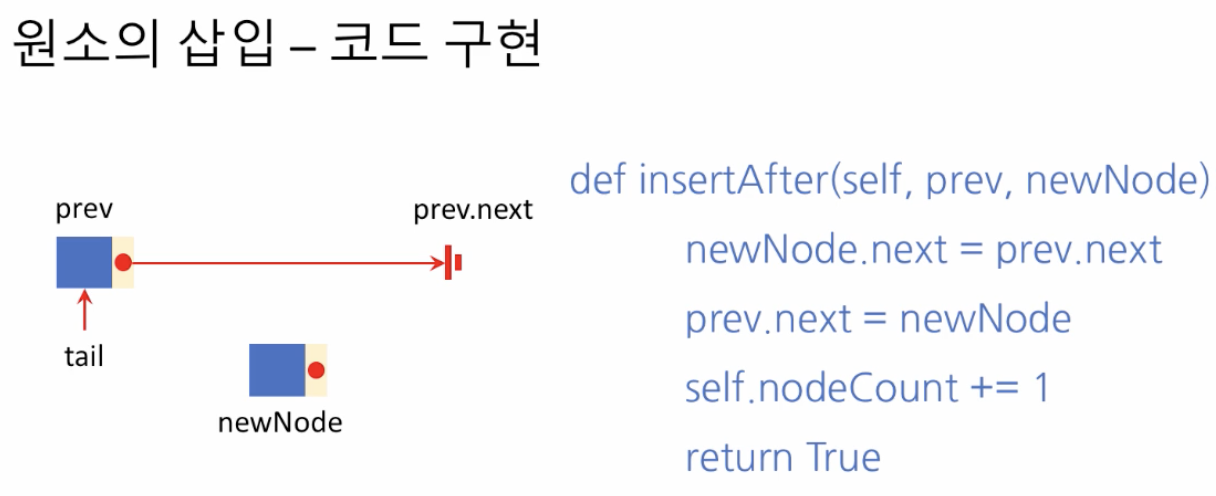 원소의 삽입 – 코드 구현
prev
prev.next
tail
newNode
def insertAfter(self, prev, newNode)
newNode.next = prev.next
prev.next = newNode
self.nodeCount += 1
return True